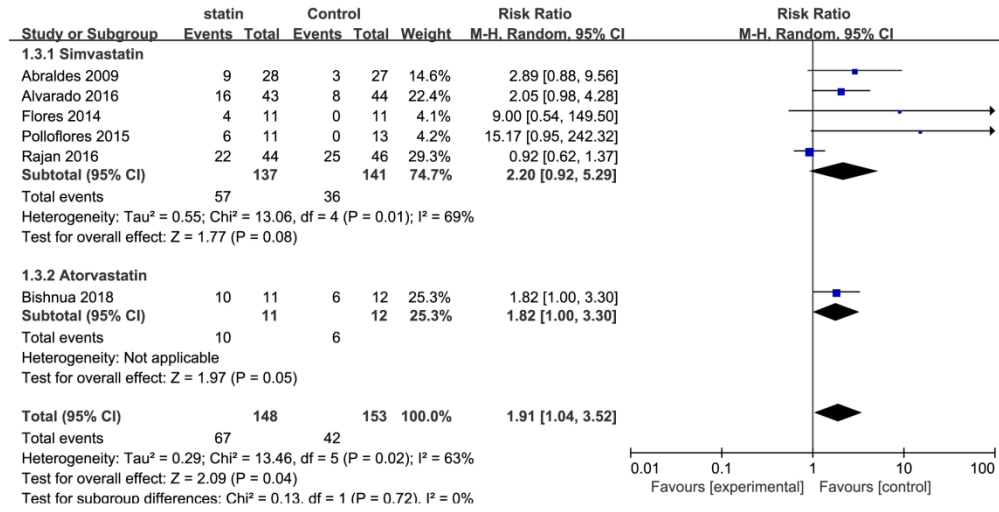 statin Control Risk Ratio Risk Ratio
Study or Subgroup Events Total Events Total Weight M-H, Random, 95% CI M-H, Random, 95% CI
1.3.1 Simvastatin
Abraldes 2009 9 28 3 27 14.6% 2.89 [0.88, 9.56]
Alvarado 2016 16 43 8 44 22.4% 2.05 [0.98, 4.28]
Flores 2014 4 11 0 11 4.1% 9.00 [0.54, 149.50]
Polloflores 2015 6 11 0 13 4.2% 15.17 [0.95, 242.32]
Rajan 2016 22 44 25 46 29.3% 0.92 [0.62, 1.37]
Subtotal (95% CI) 137 141 74.7% 2.20 [0.92, 5.29]
Total events 57 36
Heterogeneity: Tau² = 0.55; Chi² = 13.06, df = 4 (P = 0.01); I² = 69%
Test for overall effect: Z = 1.77 (P = 0.08)
1.3.2 Atorvastatin
Bishnua 2018 10 11 6 12 25.3% 1.82 [1.00, 3.30]
Subtotal (95% CI) 11 12 25.3% 1.82 [1.00, 3.30]
Total events 10 6
Heterogeneity: Not applicable
Test for overall effect: Z = 1.97 (P = 0.05)
Total (95% CI) 148 153 100.0% 1.91 [1.04, 3.52]
Total events 67 42
Heterogeneity: Tau² = 0.29; Chi² = 13.46, df = 5 (P = 0.02); I² = 63%
Test for overall effect: Z = 2.09 (P = 0.04)
Test for subgroup differences: Chi² = 0.13, df = 1 (P = 0.72), I² = 0%
0.01 0.1 1 10 100
Favours [experimental] Favours [control]